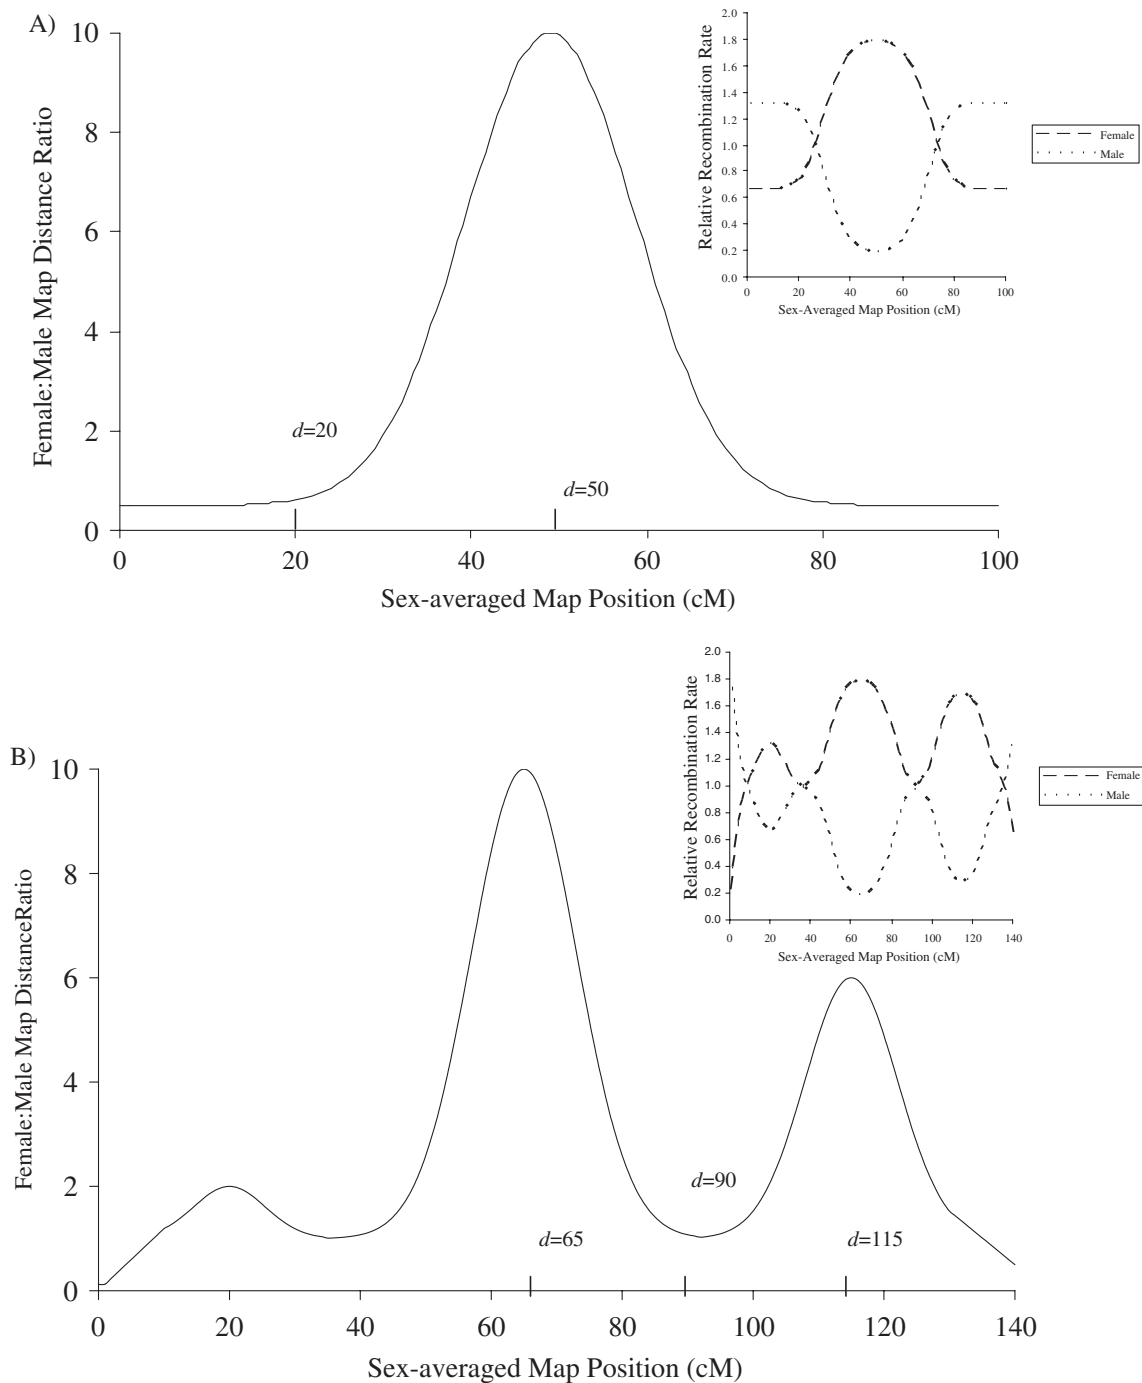 A)
Female:Male Map Distance Ratio
10
8
6
4
2
0
d=20
d=50
0 20 40 60 80 100
Sex-averaged Map Position (cM)
Relative Recombination Rate
2.0
1.8
1.6
1.4
1.2
1.0
0.8
0.6
0.4
0.2
0.0
0 20 40 60 80 100
Sex-Averaged Map Position (cM)
Female
Male
B)
Female:Male Map DistanceRatio
10
8
6
4
2
0
d=65
d=90
d=115
0 20 40 60 80 100 120 140
Sex-averaged Map Position (cM)
Relative Recombination Rate
2.0
1.8
1.6
1.4
1.2
1.0
0.8
0.6
0.4
0.2
0.0
0 20 40 60 80 100 120 140
Sex-Averaged Map Position (cM)
Female
Male